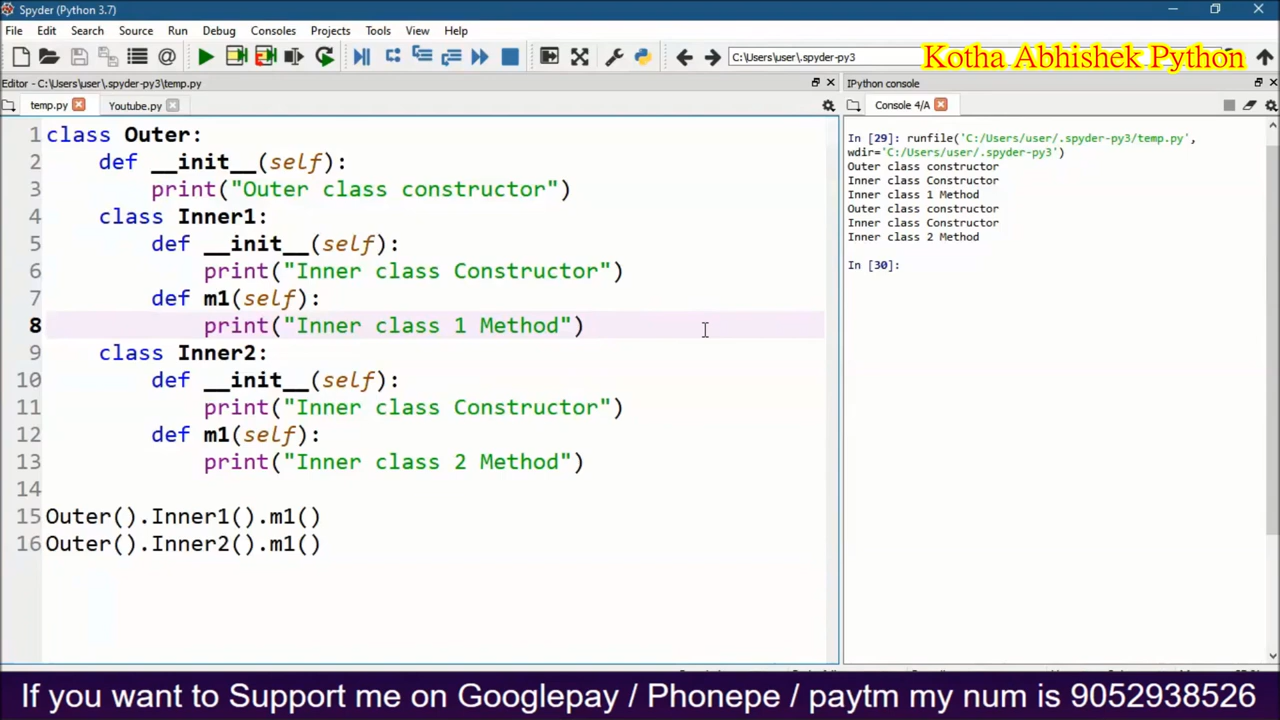 Spyder (Python 3.7)
File Edit Search Source Run Debug Consoles Projects Tools View Help
C:\Users\user\.spyder-py3
Kotha Abhishek Python
Editor - C:\Users\user\.spyder-py3\temp.py
IPython console
temp.py Youtube.py
Console 4/A
1 class Outer:
2     def __init__(self):
3         print("Outer class constructor")
4     class Inner1:
5         def __init__(self):
6             print("Inner class Constructor")
7         def m1(self):
8             print("Inner class 1 Method")
9     class Inner2:
10         def __init__(self):
11             print("Inner class Constructor")
12         def m1(self):
13             print("Inner class 2 Method")
14
15 Outer().Inner1().m1()
16 Outer().Inner2().m1()
In [29]: runfile('C:/Users/user/.spyder-py3/temp.py',
wdir='C:/Users/user/.spyder-py3')
Outer class constructor
Inner class Constructor
Inner class 1 Method
Outer class constructor
Inner class Constructor
Inner class 2 Method
In [30]:
If you want to Support me on Googlepay / Phonepe / paytm my num is 9052938526